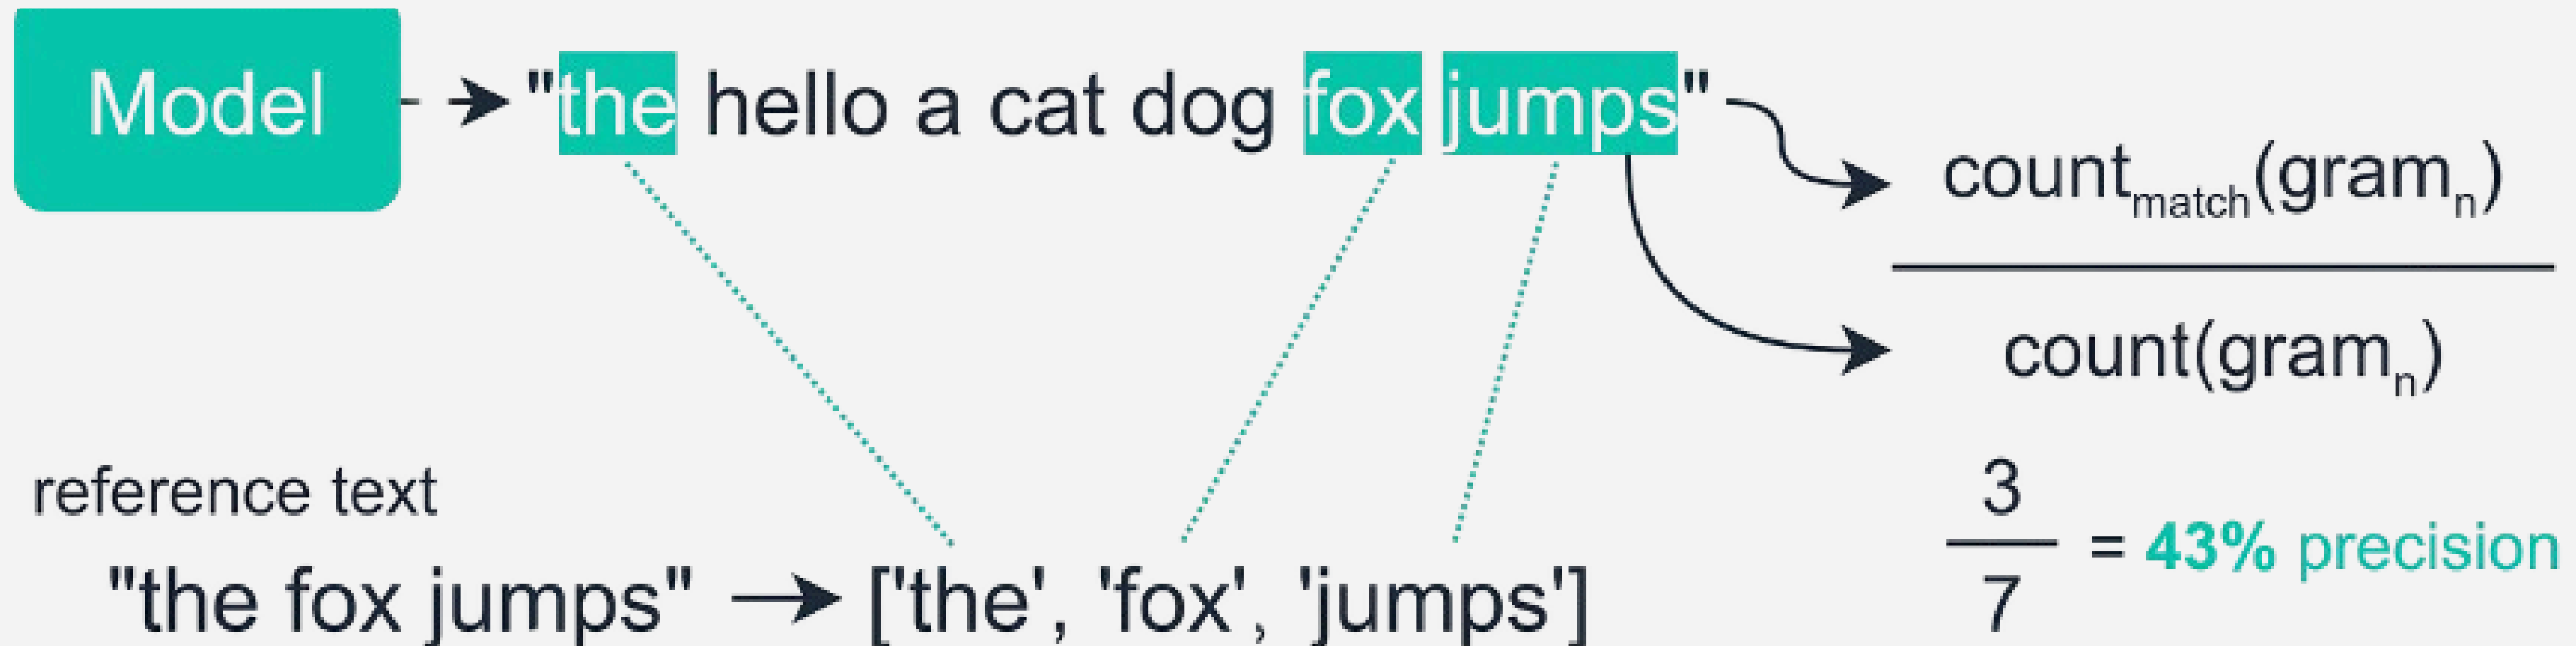 Model
"the hello a cat dog fox jumps"
count_match(gram_n)
count(gram_n)
reference text
"the fox jumps"
['the', 'fox', 'jumps']
3
7
= 43% precision